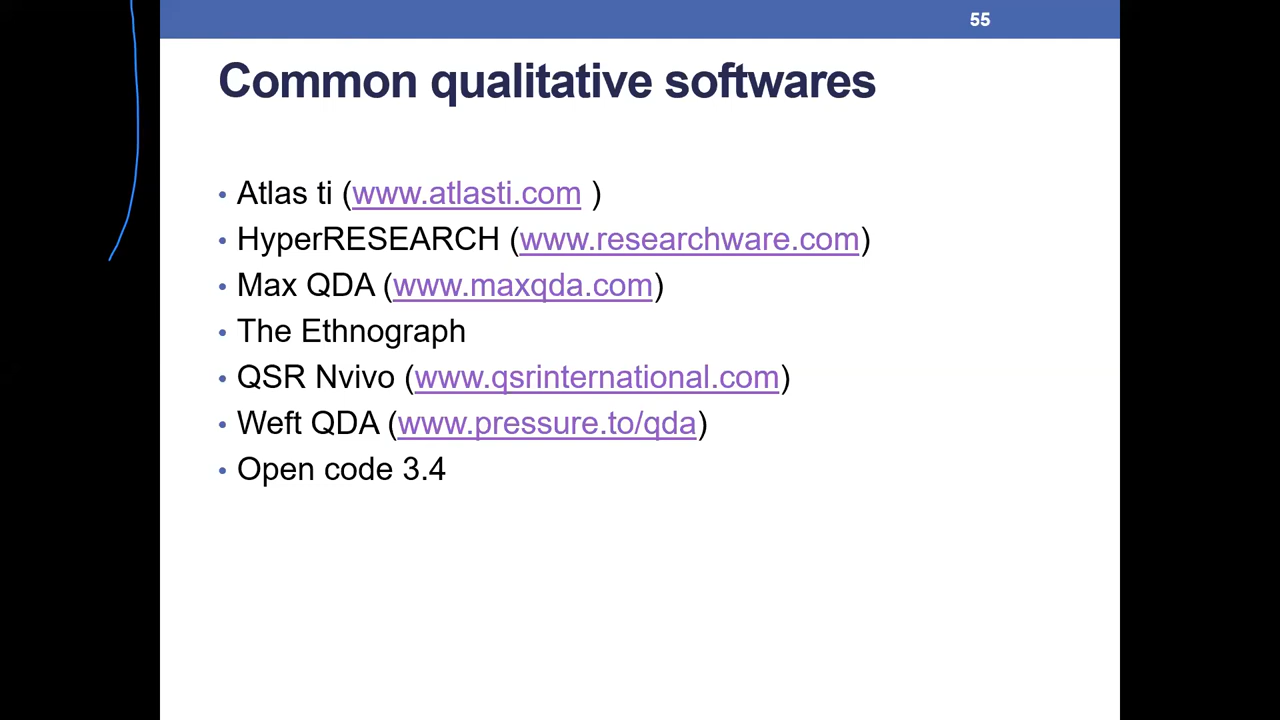 55
Common qualitative softwares
• Atlas ti (www.atlasti.com )
• HyperRESEARCH (www.researchware.com)
• Max QDA (www.maxqda.com)
• The Ethnograph
• QSR Nvivo (www.qsrinternational.com)
• Weft QDA (www.pressure.to/qda)
• Open code 3.4